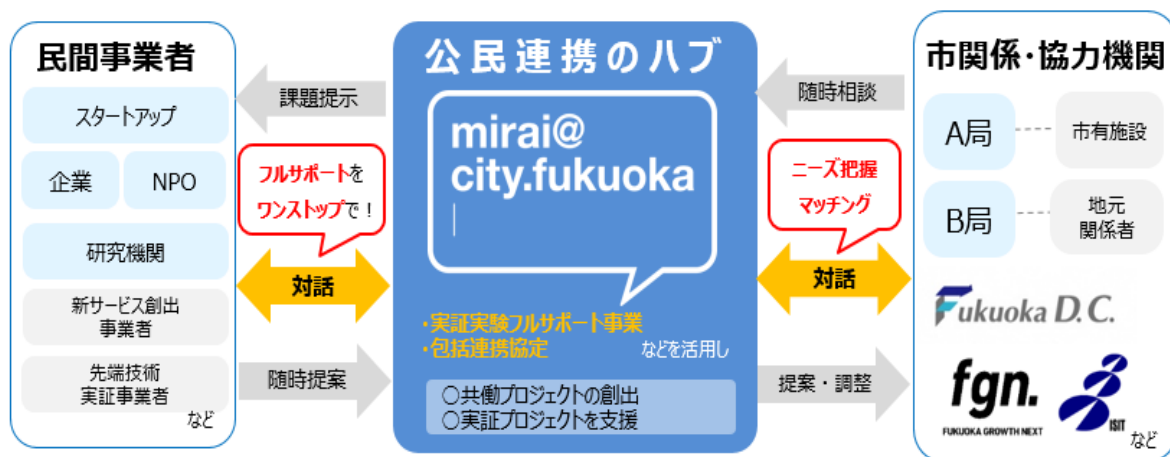 民間事業者
スタートアップ
企業
NPO
研究機関
新サービス創出
事業者
先端技術
実証事業者
など
課題提示
フルサポートを
ワンストップで！
対話
随時提案
公民連携のハブ
mirai@
city.fukuoka
・実証実験フルサポート事業
・包括連携協定
などを活用し
○共働プロジェクトの創出
○実証プロジェクトを支援
随時相談
ニーズ把握
マッチング
対話
提案・調整
市関係・協力機関
A局
市有施設
B局
地元
関係者
Fukuoka D.C.
fgn.
FUKUOKA GROWTH NEXT
ISIT
など